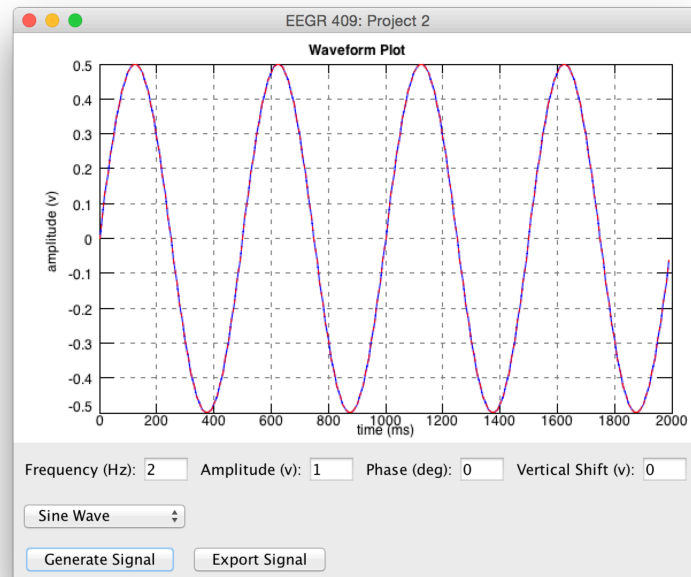 EEGR 409: Project 2
Waveform Plot
0.5
0.4
0.3
0.2
0.1
0
-0.1
-0.2
-0.3
-0.4
-0.5
amplitude (v)
0 200 400 600 800 1000 1200 1400 1600 1800 2000
time (ms)
Frequency (Hz): 2 Amplitude (v): 1 Phase (deg): 0 Vertical Shift (v): 0
Sine Wave
Generate Signal Export Signal